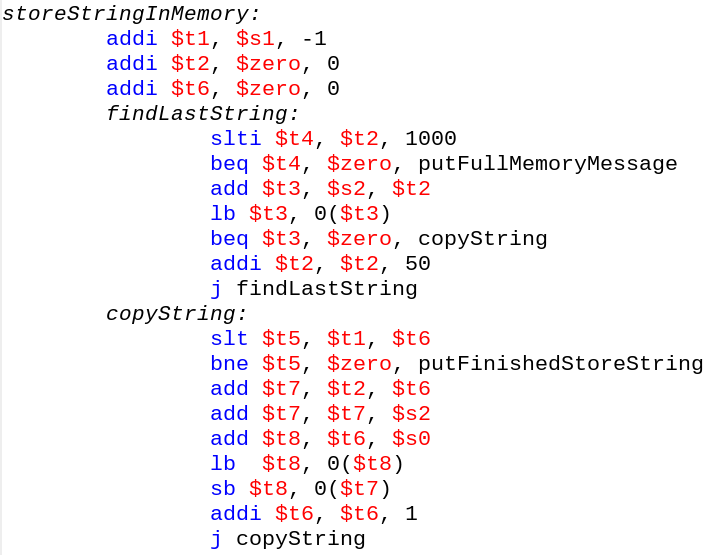 storeStringInMemory:
addi $t1, $s1, -1
addi $t2, $zero, 0
addi $t6, $zero, 0
findLastString:
slti $t4, $t2, 1000
beq $t4, $zero, putFullMemoryMessage
add $t3, $s2, $t2
lb $t3, 0($t3)
beq $t3, $zero, copyString
addi $t2, $t2, 50
j findLastString
copyString:
slt $t5, $t1, $t6
bne $t5, $zero, putFinishedStoreString
add $t7, $t2, $t6
add $t7, $t7, $s2
add $t8, $t6, $s0
lb  $t8, 0($t8)
sb $t8, 0($t7)
addi $t6, $t6, 1
j copyString